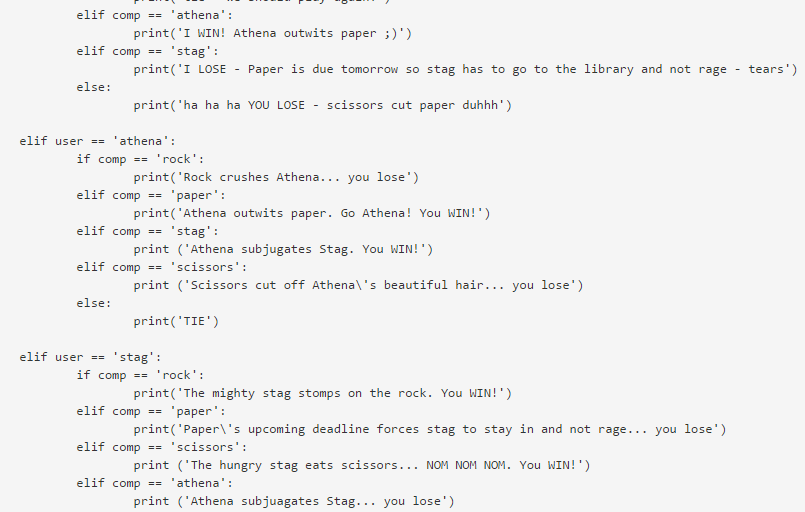 elif comp == 'athena':
print('I WIN! Athena outwits paper ;)')
elif comp == 'stag':
print('I LOSE - Paper is due tomorrow so stag has to go to the library and not rage - tears')
else:
print('ha ha ha YOU LOSE - scissors cut paper duhhh')
elif user == 'athena':
if comp == 'rock':
print('Rock crushes Athena... you lose')
elif comp == 'paper':
print('Athena outwits paper. Go Athena! You WIN!')
elif comp == 'stag':
print ('Athena subjugates Stag. You WIN!')
elif comp == 'scissors':
print ('Scissors cut off Athena\'s beautiful hair... you lose')
else:
print('TIE')
elif user == 'stag':
if comp == 'rock':
print('The mighty stag stomps on the rock. You WIN!')
elif comp == 'paper':
print('Paper\'s upcoming deadline forces stag to stay in and not rage... you lose')
elif comp == 'scissors':
print ('The hungry stag eats scissors... NOM NOM NOM. You WIN!')
elif comp == 'athena':
print ('Athena subjuagates Stag... you lose')